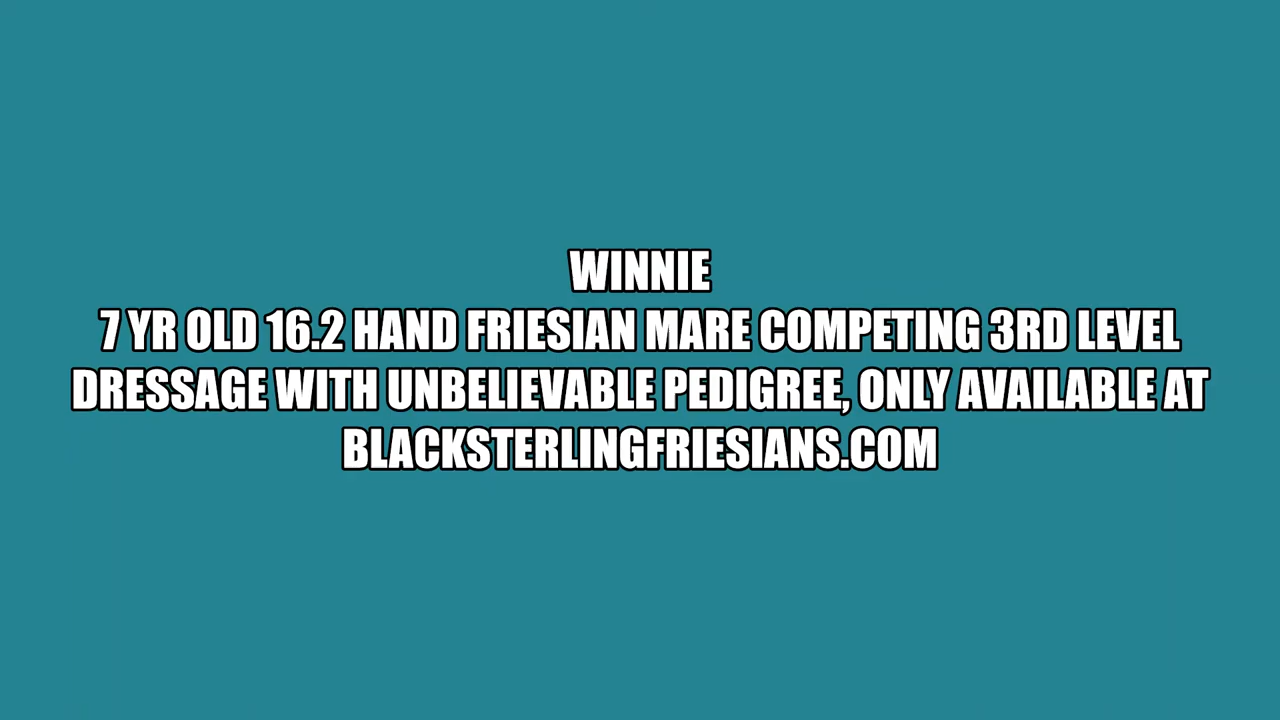 WINNIE
7 YR OLD 16.2 HAND FRIESIAN MARE COMPETING 3RD LEVEL
DRESSAGE WITH UNBELIEVABLE PEDIGREE, ONLY AVAILABLE AT
BLACKSTERLINGFRIESIANS.COM